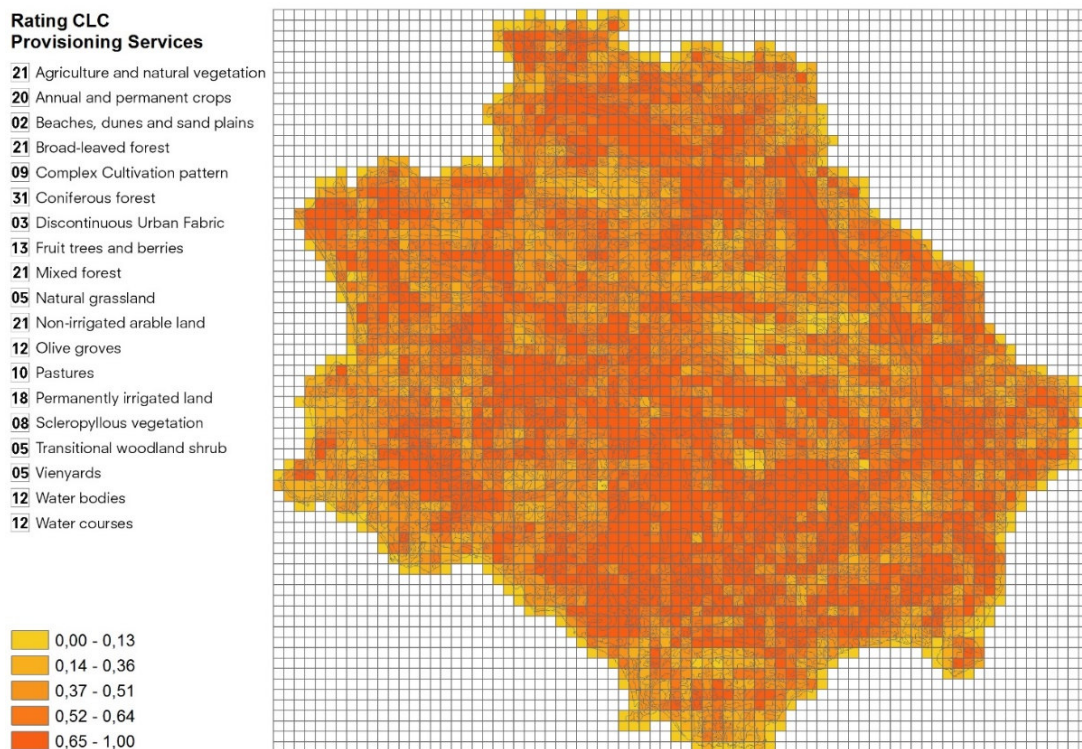 Rating CLC
Provisioning Services
21 Agriculture and natural vegetation
20 Annual and permanent crops
02 Beaches, dunes and sand plains
21 Broad-leaved forest
09 Complex Cultivation pattern
31 Coniferous forest
03 Discontinuous Urban Fabric
13 Fruit trees and berries
21 Mixed forest
05 Natural grassland
21 Non-irrigated arable land
12 Olive groves
10 Pastures
18 Permanently irrigated land
08 Scleropyllous vegetation
05 Transitional woodland shrub
05 Vienyards
12 Water bodies
12 Water courses
0,00 - 0,13
0,14 - 0,36
0,37 - 0,51
0,52 - 0,64
0,65 - 1,00